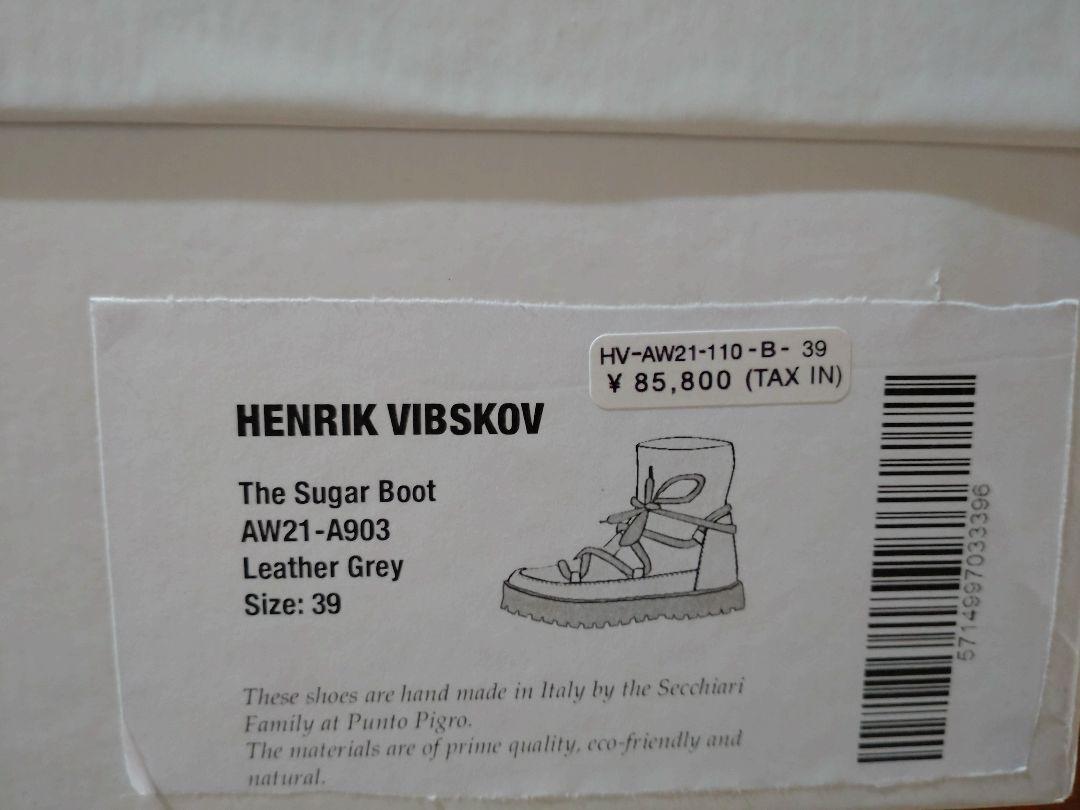 HV-AW21-110-B- 39
¥ 85,800 (TAX IN)
HENRIK VIBSKOV
The Sugar Boot
AW21-A903
Leather Grey
Size: 39
These shoes are hand made in Italy by the Secchiari
Family at Punto Pigro.
The materials are of prime quality, eco-friendly and
natural.
5714997033396